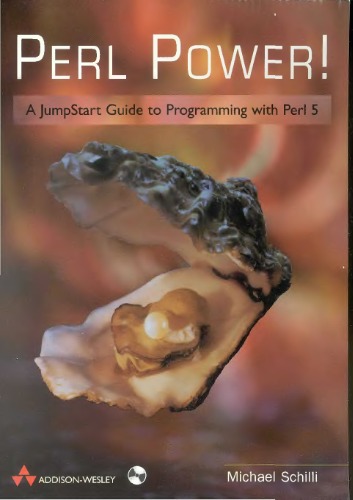 PERL POWER!
A JumpStart Guide to Programming with Perl 5
ADDISON-WESLEY
Michael Schilli